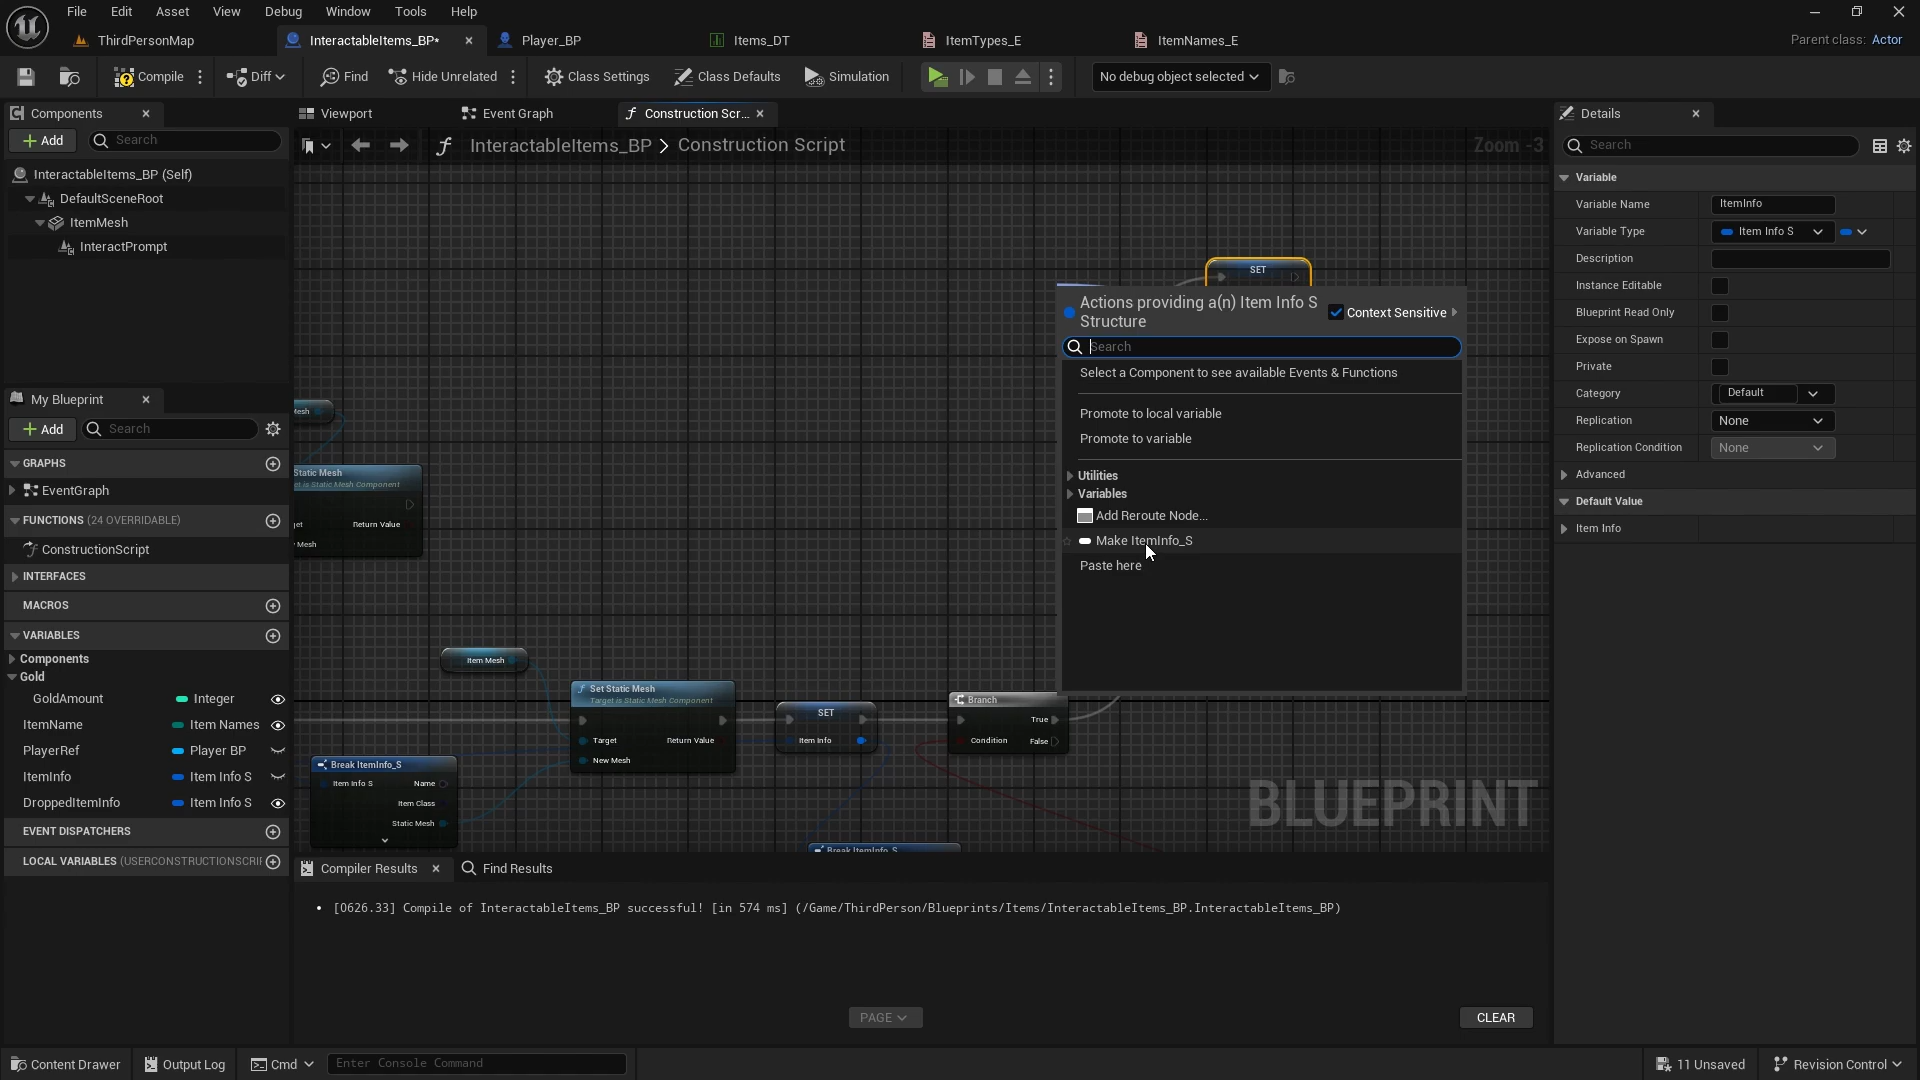 File Edit Asset View Debug Window Tools Help
ThirdPersonMap InteractableItems_BP* Player_BP Items_DT ItemTypes_E ItemNames_E Parent class: Actor
Compile Diff Find Hide Unrelated Class Settings Class Defaults Simulation No debug object selected
Components Viewport Event Graph Construction Scr... Details
Add Search InteractableItems_BP > Construction Script Zoom -3 Search
InteractableItems_BP (Self)
DefaultSceneRoot
ItemMesh
InteractPrompt
My Blueprint
Add Search
GRAPHS
EventGraph
FUNCTIONS (24 OVERRIDABLE)
ConstructionScript
INTERFACES
MACROS
VARIABLES
Components
Gold
GoldAmount Integer
ItemName Item Names
PlayerRef Player BP
ItemInfo Item Info S
DroppedItemInfo Item Info S
EVENT DISPATCHERS
LOCAL VARIABLES (USERCONSTRUCTIONSCRI
SET
Actions providing a(n) Item Info S
Structure
Context Sensitive
Search
Select a Component to see available Events & Functions
Promote to local variable
Promote to variable
Utilities
Variables
Add Reroute Node...
Make ItemInfo_S
Paste here
Mesh
Static Mesh
et is Static Mesh Component
get Return Value
Mesh
Item Mesh
Set Static Mesh
Target is Static Mesh Component
Target Return Value
New Mesh
SET
Item Info
Branch
True
Condition False
Break ItemInfo_S
Item Info S Name
Item Class
Static Mesh
Break ItemInfo_S
BLUEPRINT
Variable
Variable Name ItemInfo
Variable Type Item Info S
Description
Instance Editable
Blueprint Read Only
Expose on Spawn
Private
Category Default
Replication None
Replication Condition None
Advanced
Default Value
Item Info
Compiler Results Find Results
[0626.33] Compile of InteractableItems_BP successful! [in 574 ms] (/Game/ThirdPerson/Blueprints/Items/InteractableItems_BP.InteractableItems_BP)
PAGE CLEAR
Content Drawer Output Log Cmd Enter Console Command 11 Unsaved Revision Control